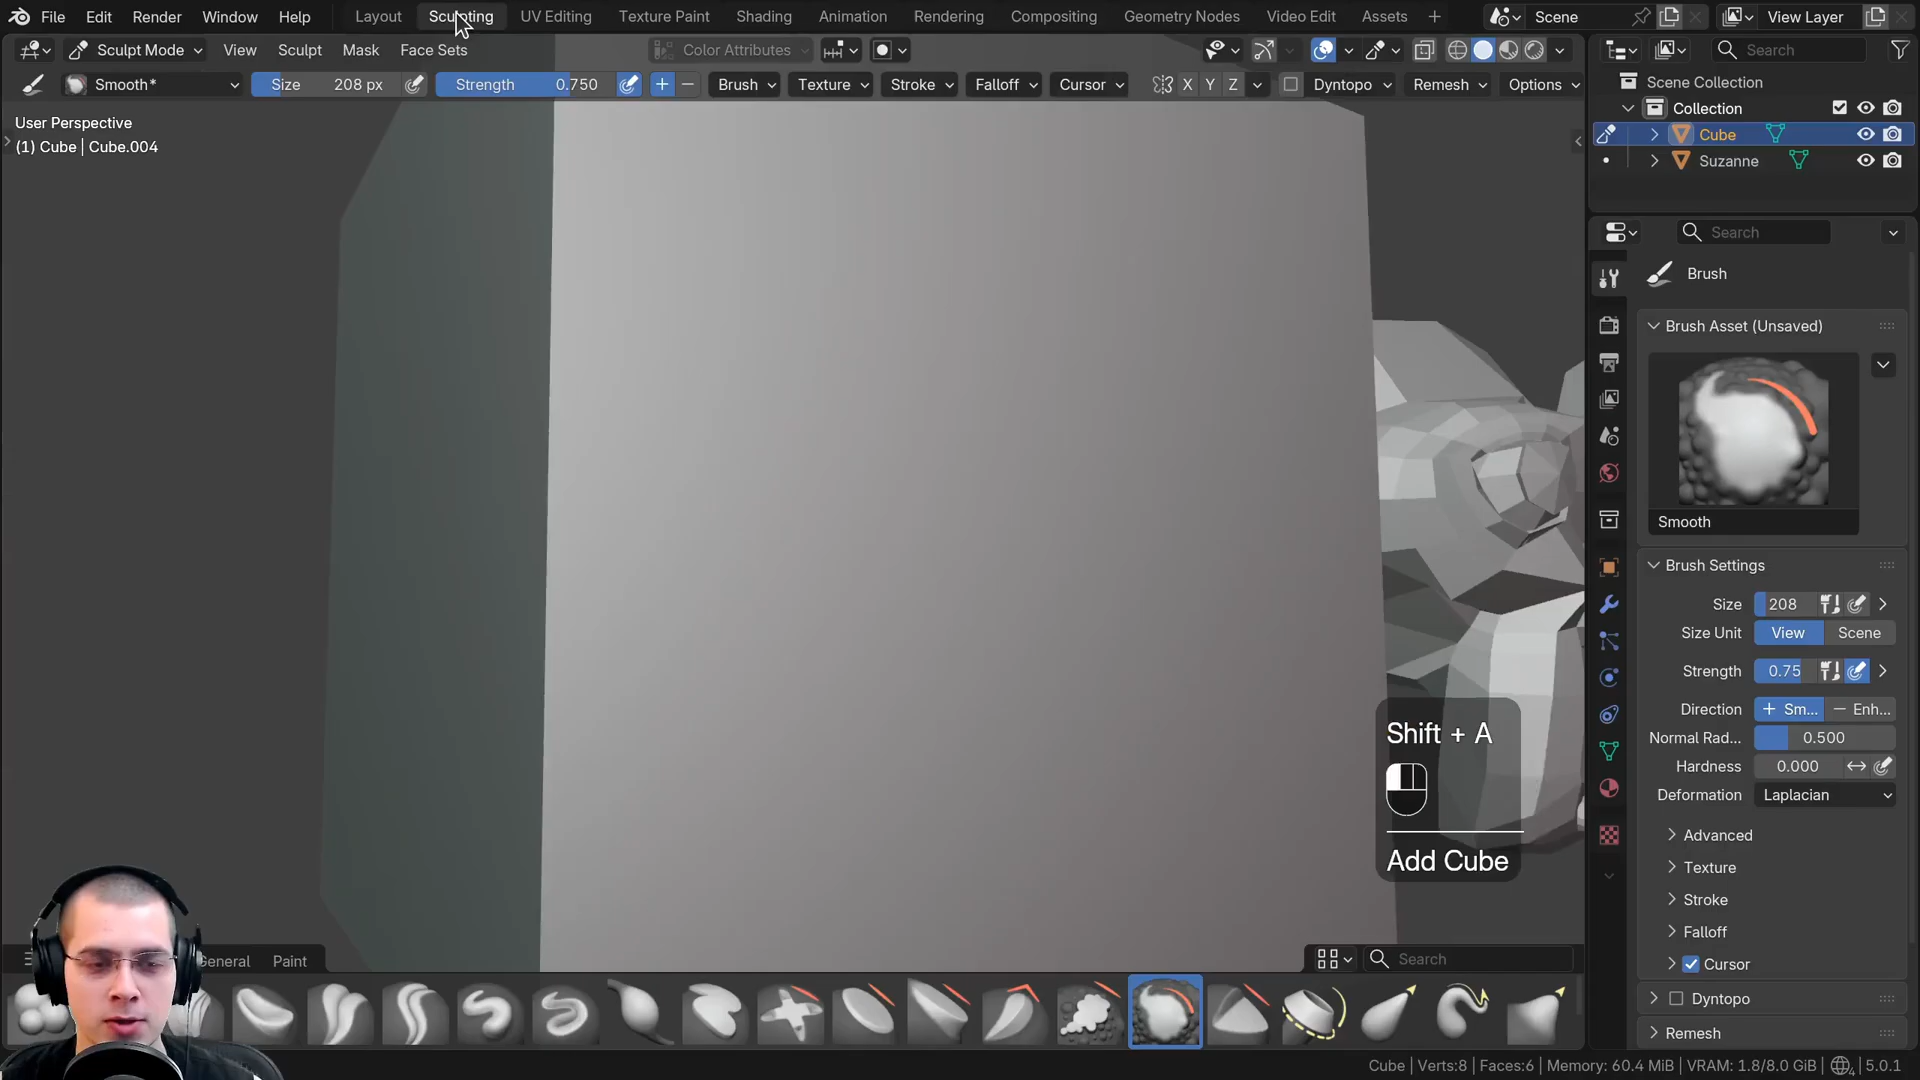 File Edit Render Window Help Layout Sculpting UV Editing Texture Paint Shading Animation Rendering Compositing Geometry Nodes Video Edit Assets + Scene View Layer
Sculpt Mode View Sculpt Mask Face Sets Color Attributes Search
Smooth* Size 208 px Strength 0.750 + − Brush Texture Stroke Falloff Cursor X Y Z Dyntopo Remesh Options
User Perspective
(1) Cube | Cube.004
Scene Collection
Collection
Cube
Suzanne
Search
Brush
Brush Asset (Unsaved)
Smooth
Brush Settings
Size 208
Size Unit View Scene
Strength 0.75
Direction + Sm... − Enh...
Normal Rad... 0.500
Hardness 0.000
Deformation Laplacian
Advanced
Texture
Stroke
Falloff
Cursor
Dyntopo
Remesh
Shift + A
Add Cube
General Paint Search
Cube | Verts:8 | Faces:6 | Memory: 60.4 MiB | VRAM: 1.8/8.0 GiB | 5.0.1